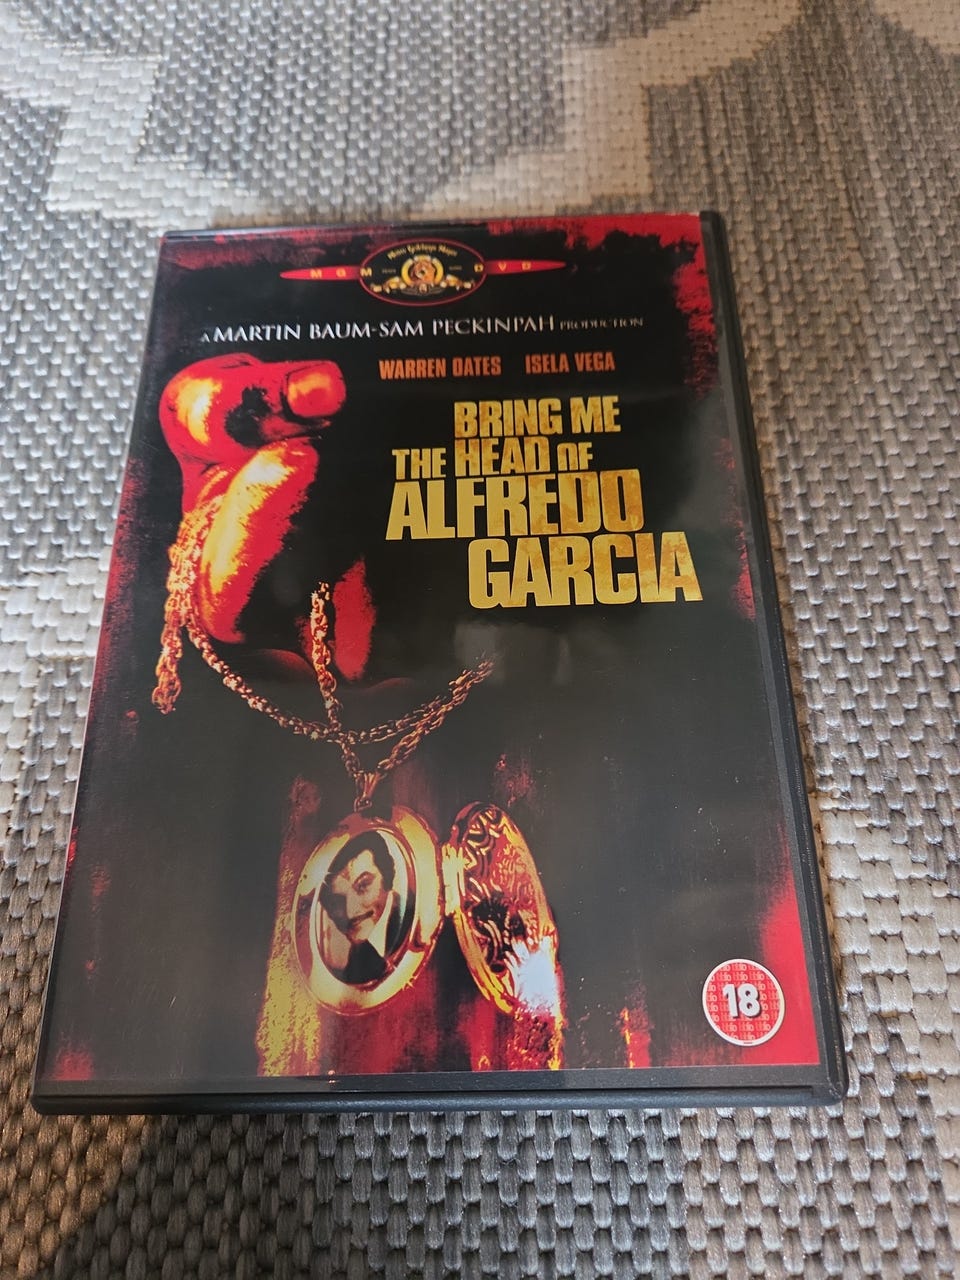 MGM DVD
A MARTIN BAUM-SAM PECKINPAH PRODUCTION
WARREN OATES ISELA VEGA
BRING ME
THE HEAD OF
ALFREDO
GARCIA
18